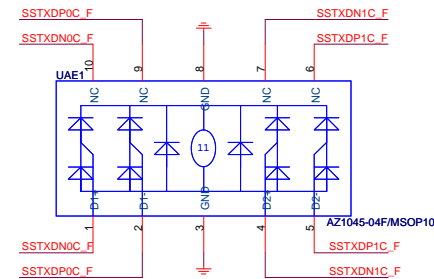 SSTXDP0C_F
SSTXDN1C_F
SSTXDN0C_F
SSTXDP1C_F
10
9
8
7
6
UAE1
NC
NC
GND
NC
NC
11
D1+
D1-
GND
D2+
D2-
AZ1045-04F/MSOP10
1
2
3
4
5
SSTXDN0C_F
SSTXDP1C_F
SSTXDP0C_F
SSTXDN1C_F